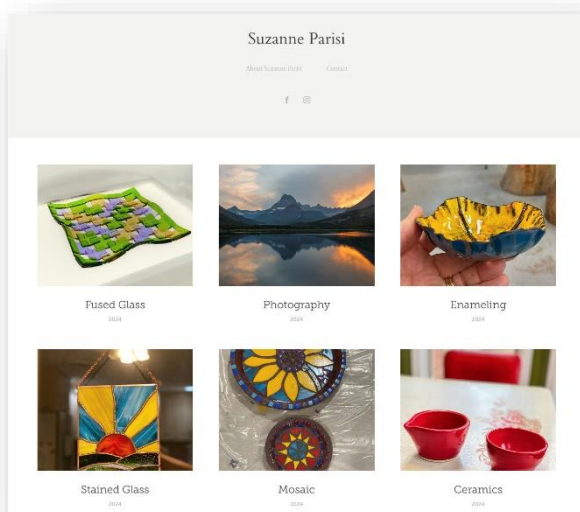 Suzanne Parisi
About Suzanne Parisi Contact
Fused Glass Photography Enameling
2024 2024 2024
Stained Glass Mosaic Ceramics
2024 2024 2024